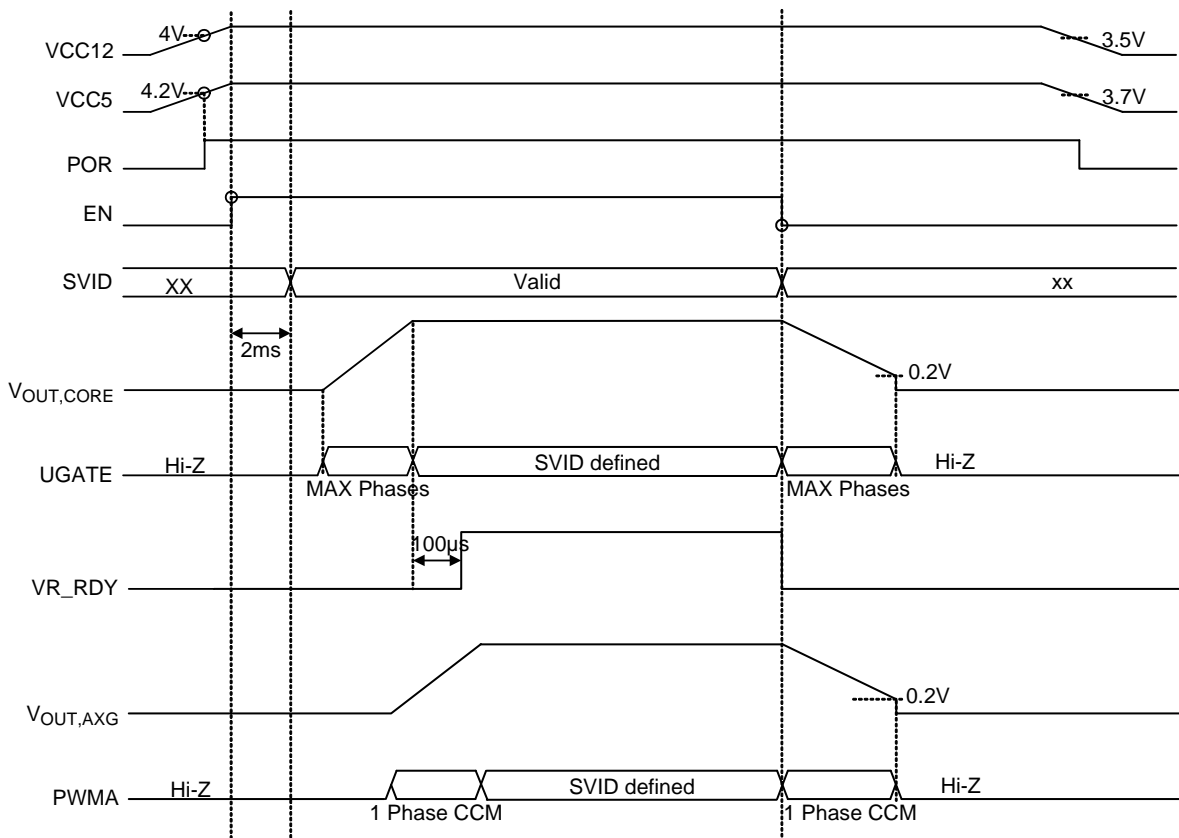 4V
VCC12
3.5V
4.2V
VCC5
3.7V
POR
EN
SVID
XX
Valid
xx
2ms
VOUT,CORE
0.2V
UGATE
Hi-Z
SVID defined
Hi-Z
MAX Phases
MAX Phases
100µs
VR_RDY
VOUT,AXG
0.2V
PWMA
Hi-Z
SVID defined
Hi-Z
1 Phase CCM
1 Phase CCM